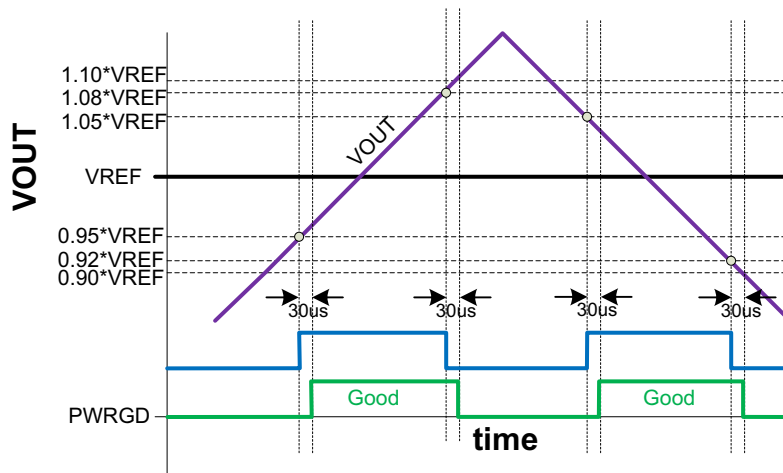 1.10*VREF
1.08*VREF
1.05*VREF
VOUT
VOUT
VREF
0.95*VREF
0.92*VREF
0.90*VREF
30us
30us
30us
30us
Good
Good
PWRGD
time